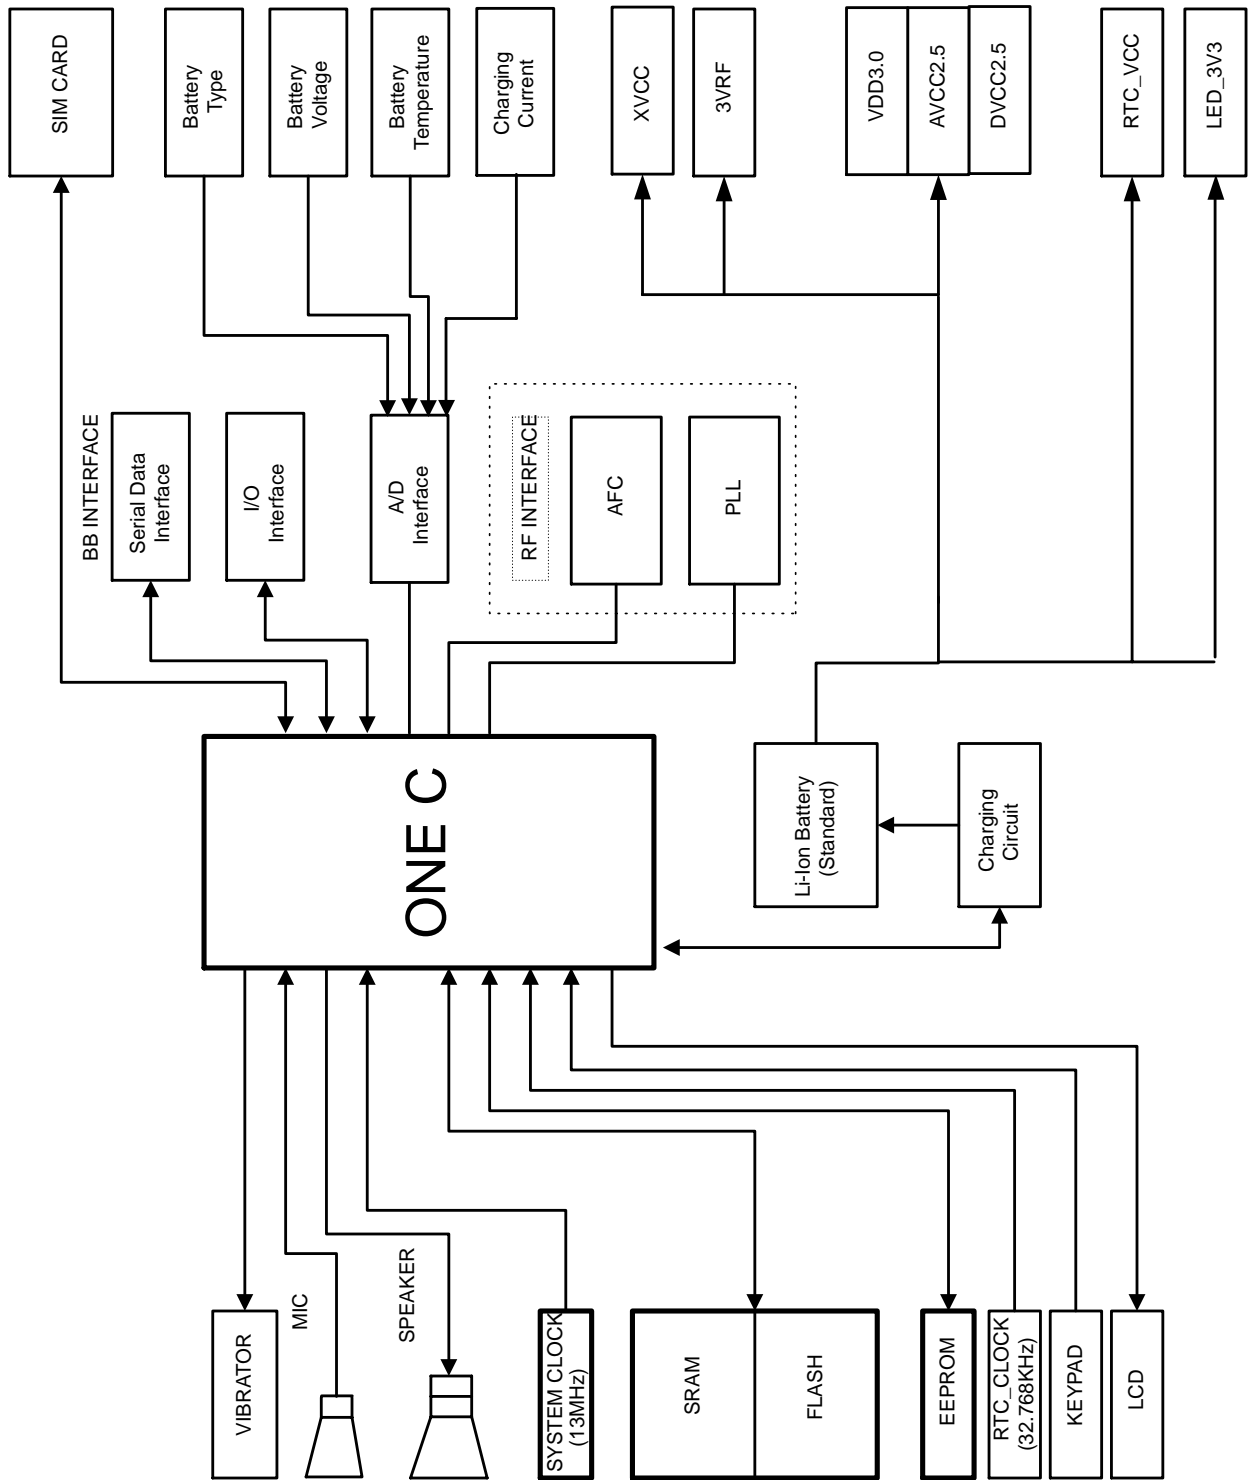 SIM CARD
Battery
Type
Battery
Voltage
Battery
Temperature
Charging
Current
XVCC
3VRF
VDD3.0
AVCC2.5
DVCC2.5
RTC_VCC
LED_3V3
BB INTERFACE
Serial Data
Interface
I/O
Interface
A/D
Interface
RF INTERFACE
AFC
PLL
ONE C
Li-Ion Battery
(Standard)
Charging
Circuit
VIBRATOR
MIC
SPEAKER
SYSTEM CLOCK
(13MHz)
SRAM
FLASH
EEPROM
RTC_CLOCK
(32.768KHz)
KEYPAD
LCD